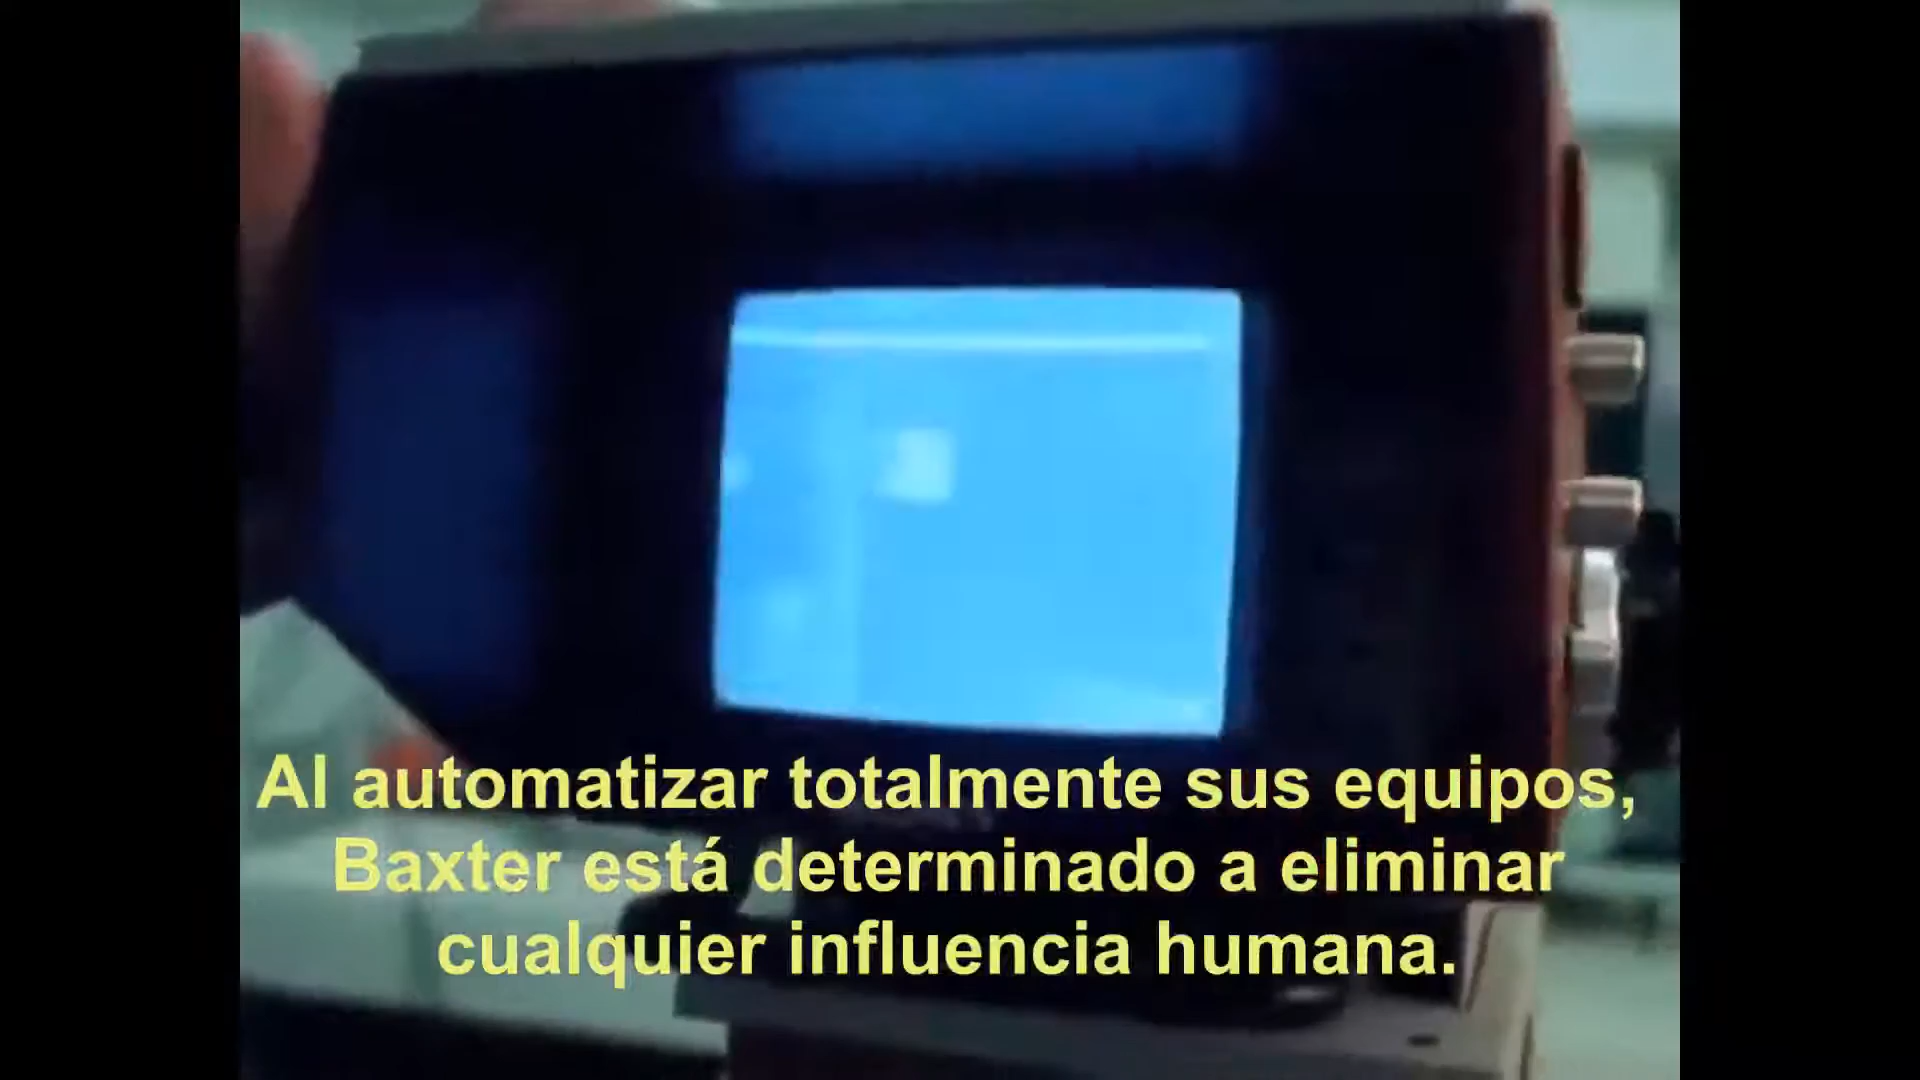 Al automatizar totalmente sus equipos,
Baxter está determinado a eliminar
cualquier influencia humana.